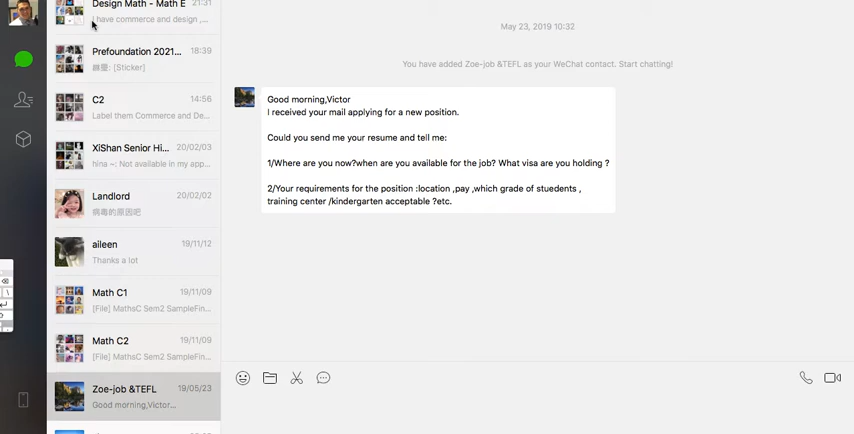 Design Math - Math E 21:31
I have commerce and design ,...
Prefoundation 2021... 18:39
[Sticker]
C2 14:56
Label them Commerce and De...
XiShan Senior Hi... 20/02/03
hina ~: Not available in my app...
Landlord 20/02/02
病毒的原因吧
aileen 19/11/12
Thanks a lot
Math C1 19/11/09
[File] MathsC Sem2 SampleFin...
Math C2 19/11/09
[File] MathsC Sem2 SampleFin...
Zoe-job &TEFL 19/05/23
Good morning,Victor...
May 23, 2019 10:32
You have added Zoe-job &TEFL as your WeChat contact. Start chatting!
Good morning,Victor
I received your mail applying for a new position.
Could you send me your resume and tell me:
1/Where are you now?when are you available for the job? What visa are you holding ?
2/Your requirements for the position :location ,pay ,which grade of stuedents ,
training center /kindergarten acceptable ?etc.